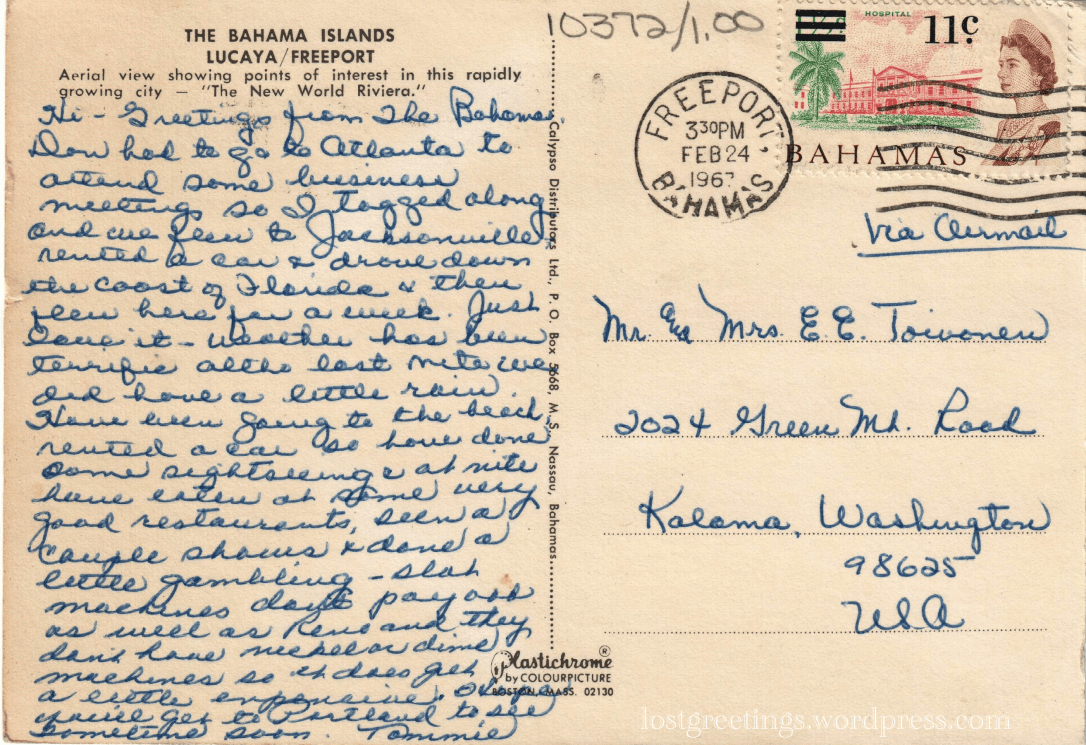 THE BAHAMA ISLANDS
LUCAYA/FREEPORT
Aerial view showing points of interest in this rapidly
growing city — "The New World Riviera."
Hi - Greetings from The Bahamas.
Don had to go to Atlanta to
attend some business
meetings so I tagged along
and we flew to Jacksonville,
rented a car & drove down
the coast of Florida & then
flew here for a week. Just
love it - weather has been
terrific altho last nite we
did have a little rain.
Have been going to the beach,
rented a car so have done
some sightseeing & at nite
have eaten at some very
good restaurants, seen a
couple shows & done a
little gambling - slot
machines don't pay off
as well as Reno and they
don't have nickel or dime
machines so it does get
a little expensive.
you'll get to Portland to see
sometime soon. Tommie
Calypso Distributors Ltd., P. O. Box 5668, M. S., Nassau, Bahamas
Plastichrome®
by COLOURPICTURE
BOSTON, MASS. 02130
10372/1.00
HOSPITAL
11c
BAHAMAS
FREEPORT,
3 30 PM
FEB 24
BAHAMAS
Via Airmail
Mr. and Mrs. E. E. Toivonen
2024 Green Mt. Road
Kalama, Washington
98625
USA
lostgreetings.wordpress.com